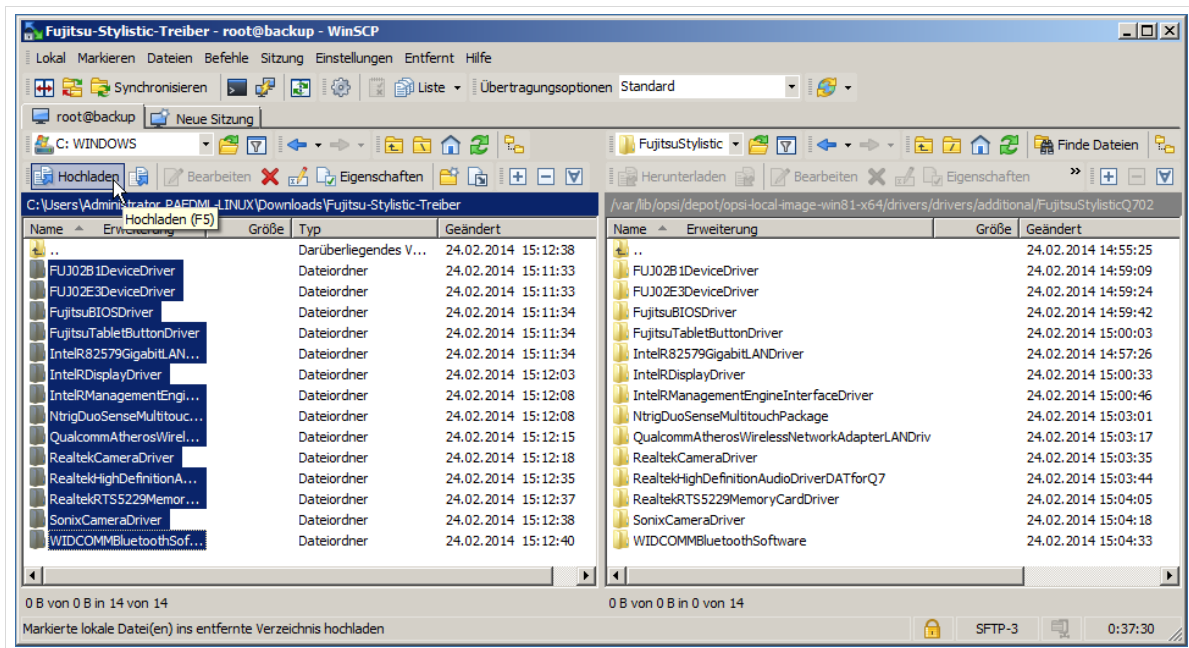 Fujitsu-Stylistic-Treiber - root@backup - WinSCP
Lokal Markieren Dateien Befehle Sitzung Einstellungen Entfernt Hilfe
Synchronisieren Liste Übertragungsoptionen Standard
root@backup Neue Sitzung
C: WINDOWS FujitsuStylistic Finde Dateien
Hochladen Bearbeiten Eigenschaften Herunterladen Bearbeiten Eigenschaften »
C:\Users\Administrator.PAEDML-LINUX\Downloads\Fujitsu-Stylistic-Treiber /var/lib/opsi/depot/opsi-local-image-win81-x64/drivers/drivers/additional/FujitsuStylisticQ702
Hochladen (F5)
Name Erweiterung Größe Typ Geändert Name Erweiterung Größe Geändert
.. Darüberliegendes V... 24.02.2014 15:12:38 .. 24.02.2014 14:55:25
FUJ02B1DeviceDriver Dateiordner 24.02.2014 15:11:33 FUJ02B1DeviceDriver 24.02.2014 14:59:09
FUJ02E3DeviceDriver Dateiordner 24.02.2014 15:11:33 FUJ02E3DeviceDriver 24.02.2014 14:59:24
FujitsuBIOSDriver Dateiordner 24.02.2014 15:11:34 FujitsuBIOSDriver 24.02.2014 14:59:42
FujitsuTabletButtonDriver Dateiordner 24.02.2014 15:11:34 FujitsuTabletButtonDriver 24.02.2014 15:00:03
IntelR82579GigabitLAN... Dateiordner 24.02.2014 15:11:34 IntelR82579GigabitLANDriver 24.02.2014 14:57:26
IntelRDisplayDriver Dateiordner 24.02.2014 15:12:03 IntelRDisplayDriver 24.02.2014 15:00:33
IntelRManagementEngi... Dateiordner 24.02.2014 15:12:08 IntelRManagementEngineInterfaceDriver 24.02.2014 15:00:46
NtrigDuoSenseMultitouc... Dateiordner 24.02.2014 15:12:08 NtrigDuoSenseMultitouchPackage 24.02.2014 15:03:01
QualcommAtherosWirel... Dateiordner 24.02.2014 15:12:15 QualcommAtherosWirelessNetworkAdapterLANDriv 24.02.2014 15:03:17
RealtekCameraDriver Dateiordner 24.02.2014 15:12:18 RealtekCameraDriver 24.02.2014 15:03:35
RealtekHighDefinitionA... Dateiordner 24.02.2014 15:12:35 RealtekHighDefinitionAudioDriverDATforQ7 24.02.2014 15:03:44
RealtekRTS5229Memor... Dateiordner 24.02.2014 15:12:37 RealtekRTS5229MemoryCardDriver 24.02.2014 15:04:05
SonixCameraDriver Dateiordner 24.02.2014 15:12:38 SonixCameraDriver 24.02.2014 15:04:18
WIDCOMMBluetoothSof... Dateiordner 24.02.2014 15:12:40 WIDCOMMBluetoothSoftware 24.02.2014 15:04:33
0 B von 0 B in 14 von 14 0 B von 0 B in 0 von 14
Markierte lokale Datei(en) ins entfernte Verzeichnis hochladen SFTP-3 0:37:30